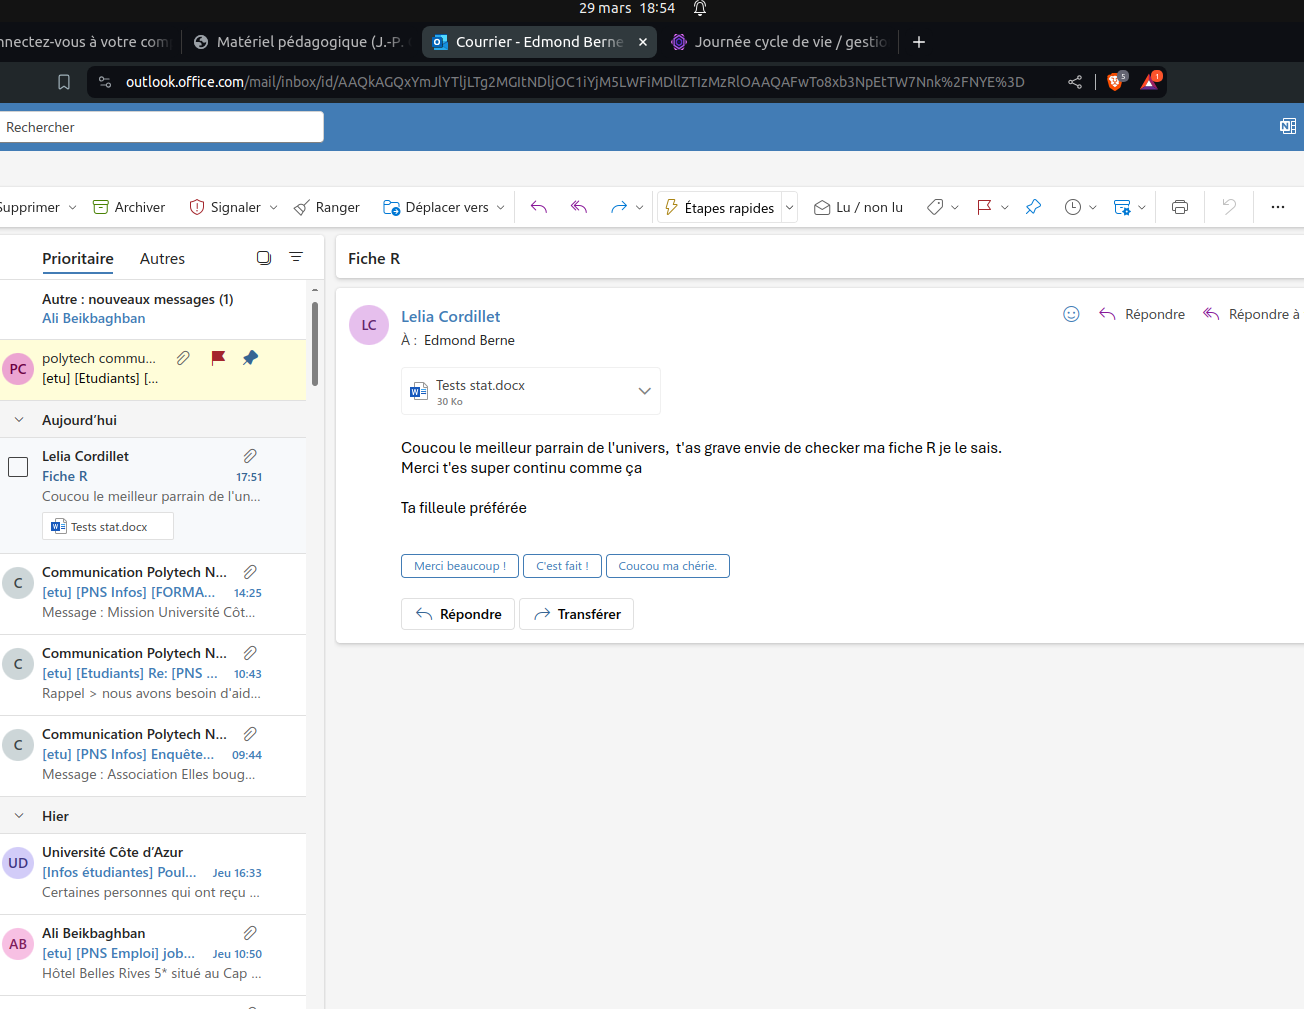 29 mars 18:54
nnectez-vous à votre com
Matériel pédagogique (J.-P.
Courrier - Edmond Berne
Journée cycle de vie / gestio
outlook.office.com/mail/inbox/id/AAQkAGQxYmJlYTljLTg2MGItNDljOC1iYjM5LWFiMDllZTIzMzRlOAAQAFwTo8xb3NpEtTW7Nnk%2FNYE%3D
5
1
Rechercher
Supprimer
Archiver
Signaler
Ranger
Déplacer vers
Étapes rapides
Lu / non lu
Prioritaire
Autres
Autre : nouveaux messages (1)
Ali Beikbaghban
PC
polytech commu...
[etu] [Etudiants] [...
Aujourd’hui
Lelia Cordillet
Fiche R 17:51
Coucou le meilleur parrain de l'un...
Tests stat.docx
C
Communication Polytech N...
[etu] [PNS Infos] [FORMA... 14:25
Message : Mission Université Côt...
C
Communication Polytech N...
[etu] [Etudiants] Re: [PNS ... 10:43
Rappel > nous avons besoin d'aid...
C
Communication Polytech N...
[etu] [PNS Infos] Enquête... 09:44
Message : Association Elles boug...
Hier
UD
Université Côte d’Azur
[Infos étudiantes] Poul... Jeu 16:33
Certaines personnes qui ont reçu ...
AB
Ali Beikbaghban
[etu] [PNS Emploi] job... Jeu 10:50
Hôtel Belles Rives 5* situé au Cap ...
Fiche R
LC
Lelia Cordillet
À : Edmond Berne
Répondre
Répondre à
Tests stat.docx
30 Ko
Coucou le meilleur parrain de l'univers, t'as grave envie de checker ma fiche R je le sais.
Merci t'es super continu comme ça
Ta filleule préférée
Merci beaucoup !
C'est fait !
Coucou ma chérie.
Répondre
Transférer